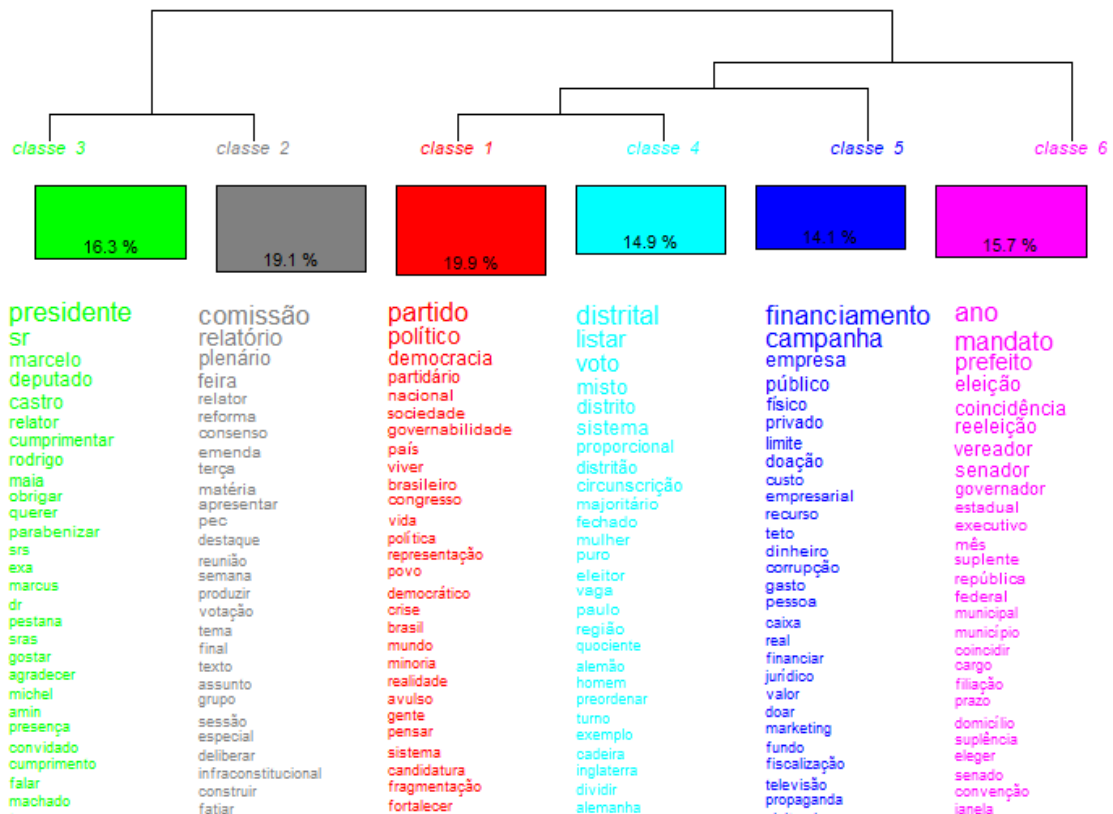 classe 3
classe 2
classe 1
classe 4
classe 5
classe 6
16.3 %
19.1 %
19.9 %
14.9 %
14.1 %
15.7 %
presidente
sr
marcelo
deputado
castro
relator
cumprimentar
rodrigo
maia
obrigar
querer
parabenizar
srs
exa
marcus
dr
pestana
sras
gostar
agradecer
michel
amin
presença
convidado
cumprimento
falar
machado
comissão
relatório
plenário
feira
relator
reforma
consenso
emenda
terça
matéria
apresentar
pec
destaque
reunião
semana
produzir
votação
tema
final
texto
assunto
grupo
sessão
especial
deliberar
infraconstitucional
construir
fatiar
partido
político
democracia
partidário
nacional
sociedade
governabilidade
país
viver
brasileiro
congresso
vida
política
representação
povo
democrático
crise
brasil
mundo
minoria
realidade
avulso
gente
pensar
sistema
candidatura
fragmentação
fortalecer
distrital
listar
voto
misto
distrito
sistema
proporcional
distritão
circunscrição
majoritário
fechado
mulher
puro
eleitor
vaga
paulo
região
quociente
alemão
homem
preordenar
turno
exemplo
cadeira
inglaterra
dividir
alemanha
financiamento
campanha
empresa
público
físico
privado
limite
doação
custo
empresarial
recurso
teto
dinheiro
corrupção
gasto
pessoa
caixa
real
financiar
jurídico
valor
doar
marketing
fundo
fiscalização
televisão
propaganda
ano
mandato
prefeito
eleição
coincidência
reeleição
vereador
senador
governador
estadual
executivo
mês
suplente
república
federal
municipal
município
coincidir
cargo
filiação
prazo
domicílio
suplência
eleger
senado
convenção
janela